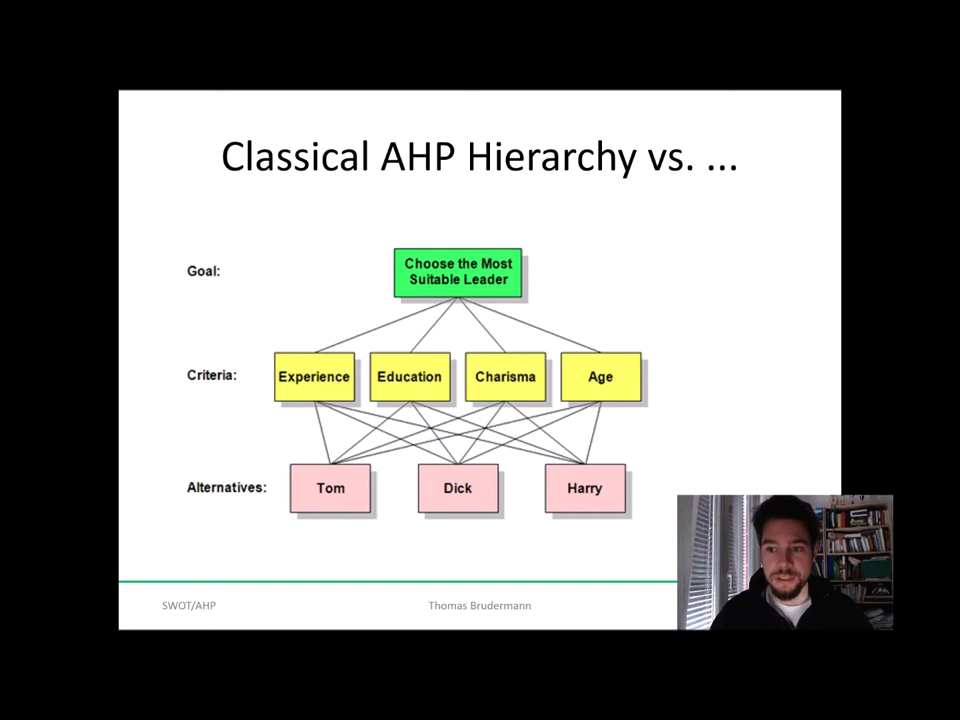 Classical AHP Hierarchy vs. ...
Goal:
Choose the Most
Suitable Leader
Criteria:
Experience
Education
Charisma
Age
Alternatives:
Tom
Dick
Harry
SWOT/AHP
Thomas Brudermann